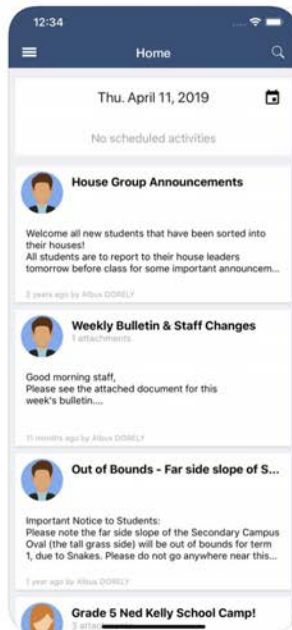 12:34
Home
Thu. April 11, 2019
No scheduled activities
House Group Announcements
Welcome all new students that have been sorted into
their houses!
All students are to report to their house leaders
tomorrow before class for some important announcem...
3 years ago by Albus DORELY
Weekly Bulletin & Staff Changes
1 attachments
Good morning staff,
Please see the attached document for this
week's bulletin....
11 months ago by Albus DORELY
Out of Bounds - Far side slope of S...
Important Notice to Students:
Please note the far side slope of the Secondary Campus
Oval (the tall grass side) will be out of bounds for term
1, due to Snakes. Please do not go anywhere near this...
1 year ago by Albus DORELY
Grade 5 Ned Kelly School Camp!